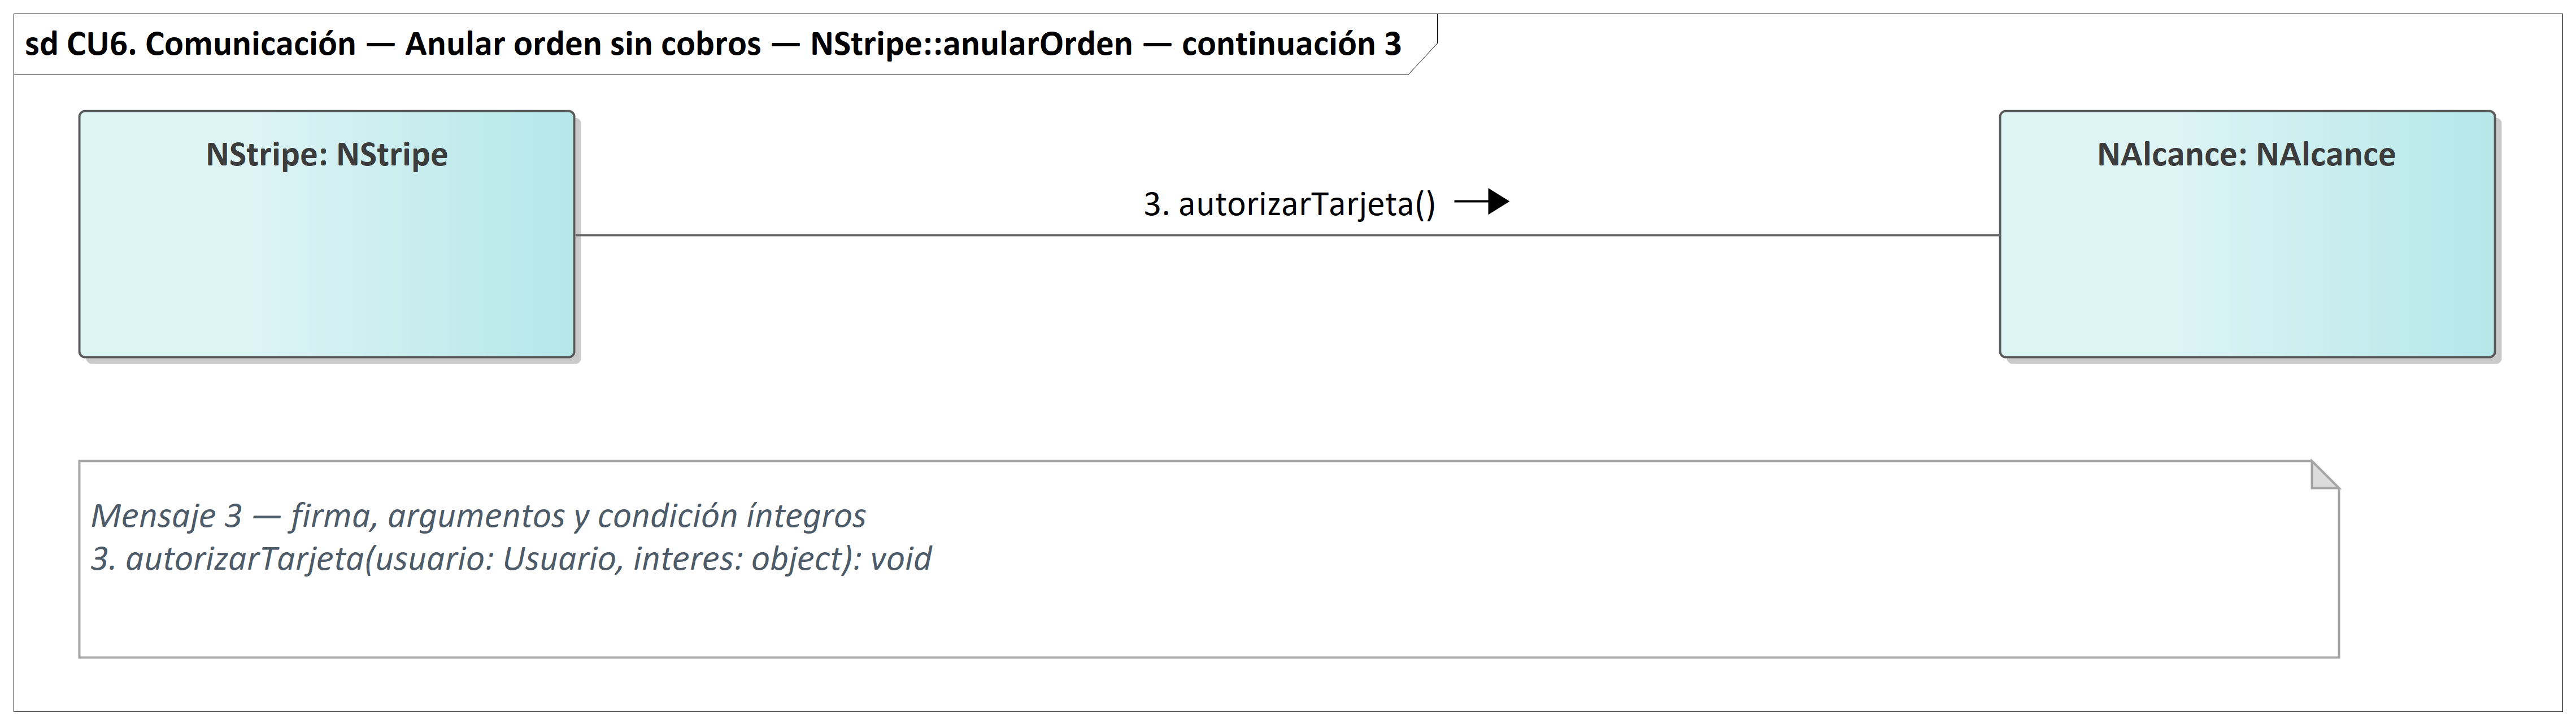 sd CU6. Comunicación — Anular orden sin cobros — NStripe::anularOrden — continuación 3
NStripe: NStripe
NAlcance: NAlcance
3. autorizarTarjeta()
Mensaje 3 — firma, argumentos y condición íntegros
3. autorizarTarjeta(usuario: Usuario, interes: object): void